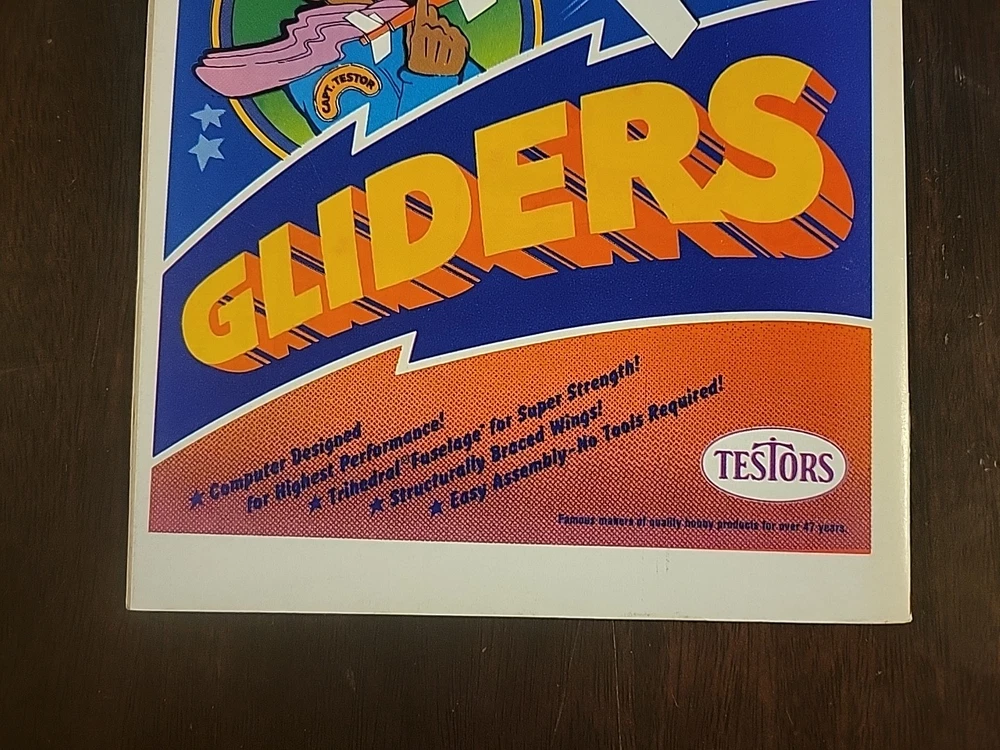 CAPT. TESTOR
GLIDERS
★ Computer Designed
for Highest Performance!
★ Trihedral™ Fuselage for Super Strength!
★ Structurally Braced Wings!
★ Easy Assembly-No Tools Required!
TESTORS
Famous makers of quality hobby products for over 47 years.